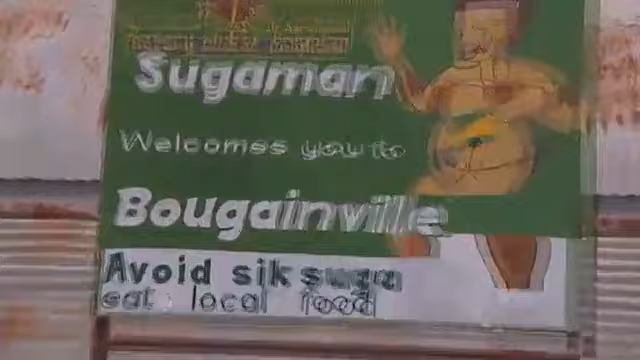 Sugaman
Welcomes you to
Bougainville
Avoid sik suga
eat local food